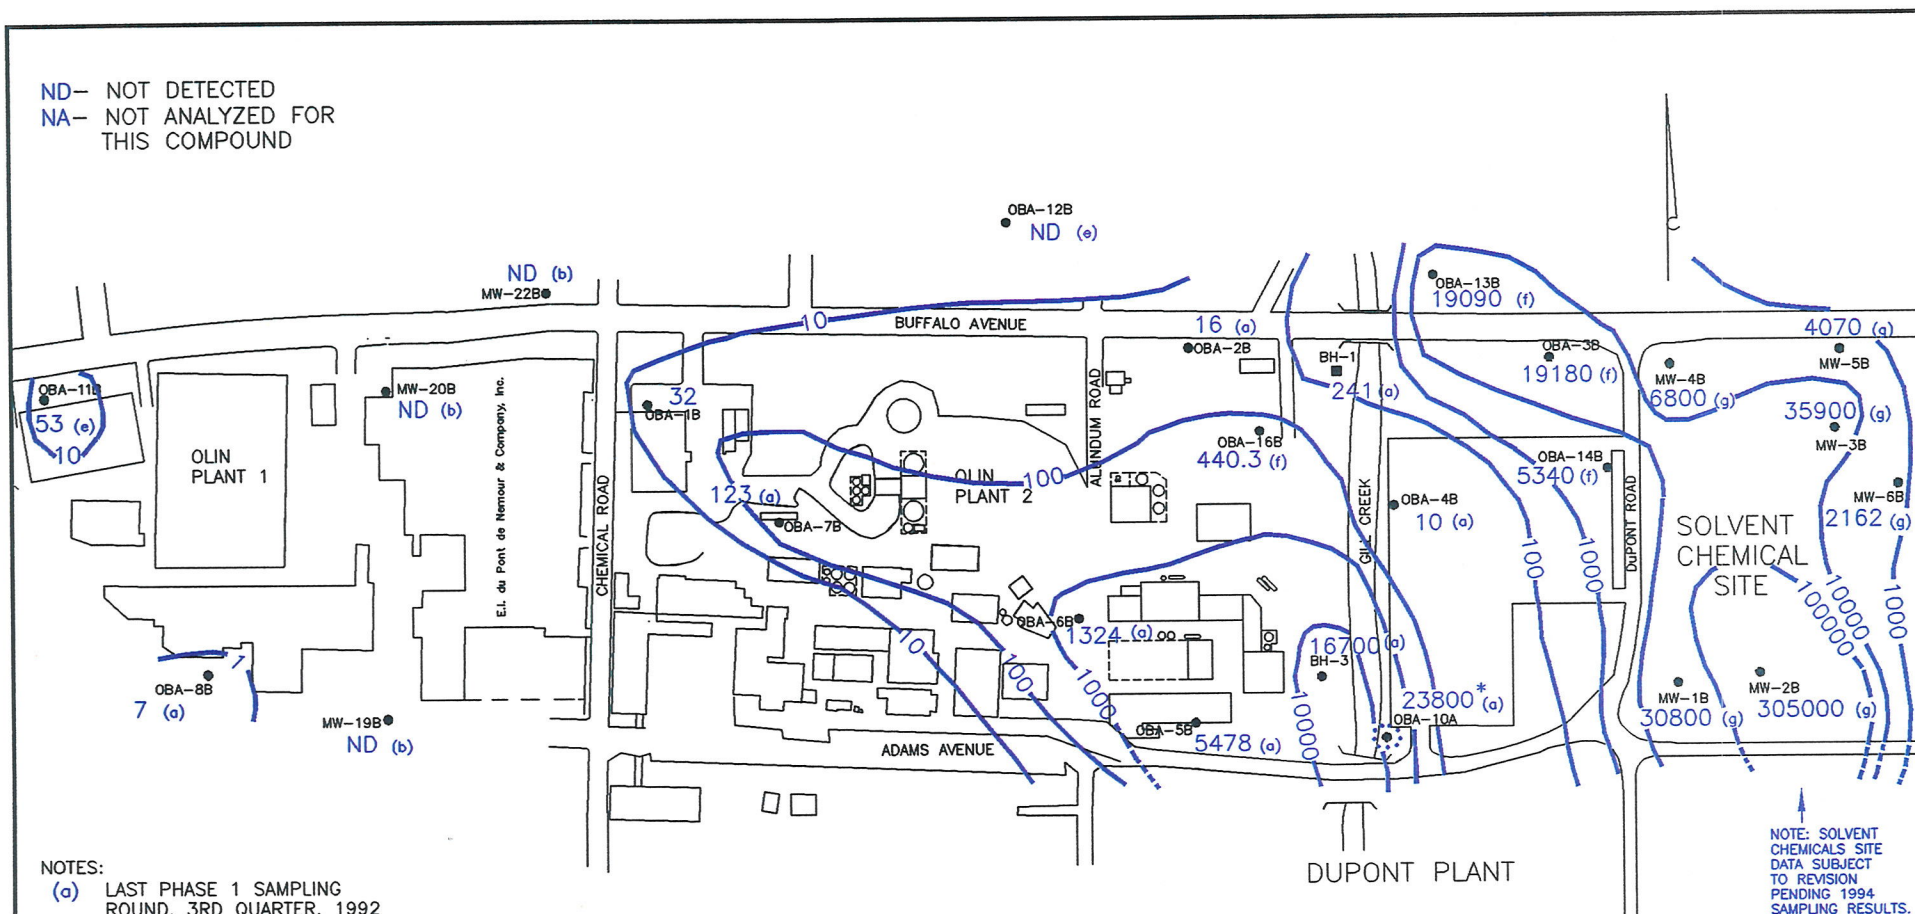 ND– NOT DETECTED
NA– NOT ANALYZED FOR
THIS COMPOUND
OBA–12B
ND (e)
ND (b)
MW–22B
OBA–13B
19090 (f)
10
BUFFALO AVENUE
16 (a)
OBA–2B
4070 (g)
MW–5B
BH–1
241 (a)
OBA–3B
19180 (f)
MW–4B
6800 (g)
OBA–11B
53 (e)
10
MW–20B
ND (b)
32
OBA–1B
35900 (g)
MW–3B
OLIN
PLANT 1
E.I. du Pont de Nemour & Company, Inc.
CHEMICAL ROAD
ALUNDUM ROAD
OBA–16B
440.3 (f)
OLIN
PLANT 2
100
123 (a)
OBA–7B
GILL CREEK
OBA–4B
10 (a)
OBA–14B
5340 (f)
DUPONT ROAD
MW–6B
2162 (g)
SOLVENT
CHEMICAL
SITE
100
1000
100000
10000
1000
OBA–6B
1324 (a)
10
100
1000
16700 (a)
BH–3
10000
23800* (a)
OBA–10A
1
OBA–8B
7 (a)
MW–19B
ND (b)
MW–1B
30800 (g)
MW–2B
305000 (g)
OBA–5B
5478 (a)
ADAMS AVENUE
DUPONT PLANT
NOTE: SOLVENT
CHEMICALS SITE
DATA SUBJECT
TO REVISION
PENDING 1994
SAMPLING RESULTS.
NOTES:
(a) LAST PHASE 1 SAMPLING
ROUND, 3RD QUARTER, 1992